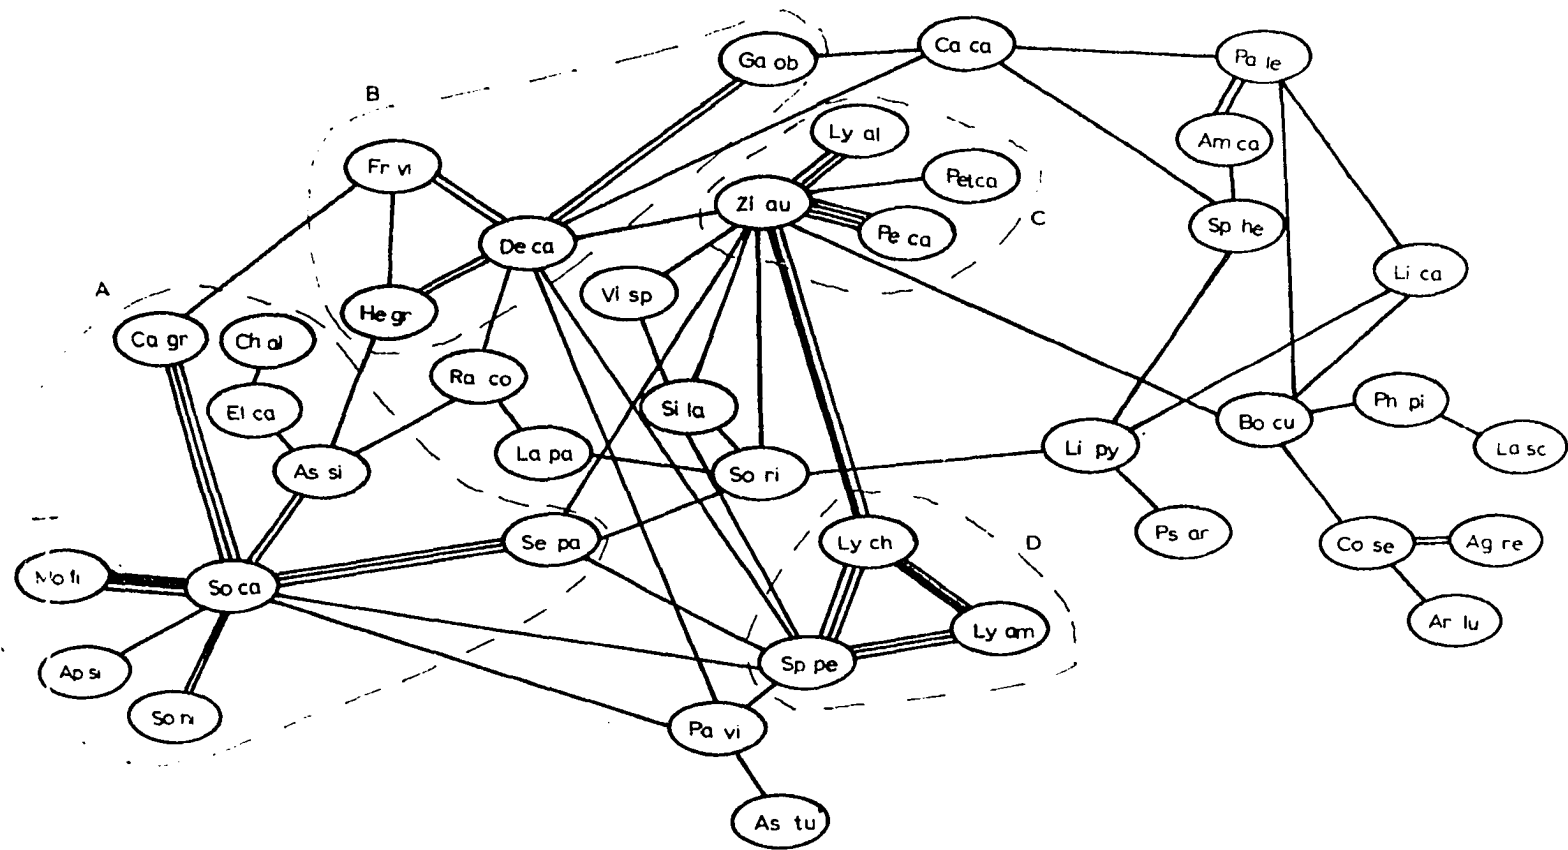 Ga ob
Ca ca
Pa le
B
Ly al
Am ca
Fr vi
Pet.ca
Zi au
C
Sp he
Pe ca
De ca
Li ca
A
Vi sp
He gr
Ca gr
Ch al
Ra co
Si la
El ca
Ph pi
Bo cu
La pa
Li py
La sc
As si
So ri
Se pa
Ly ch
D
Ps ar
Co se
Ag re
Mo fi
So ca
Ly am
Ar lu
Ap si
Sp pe
So ni
Pa vi
As tu